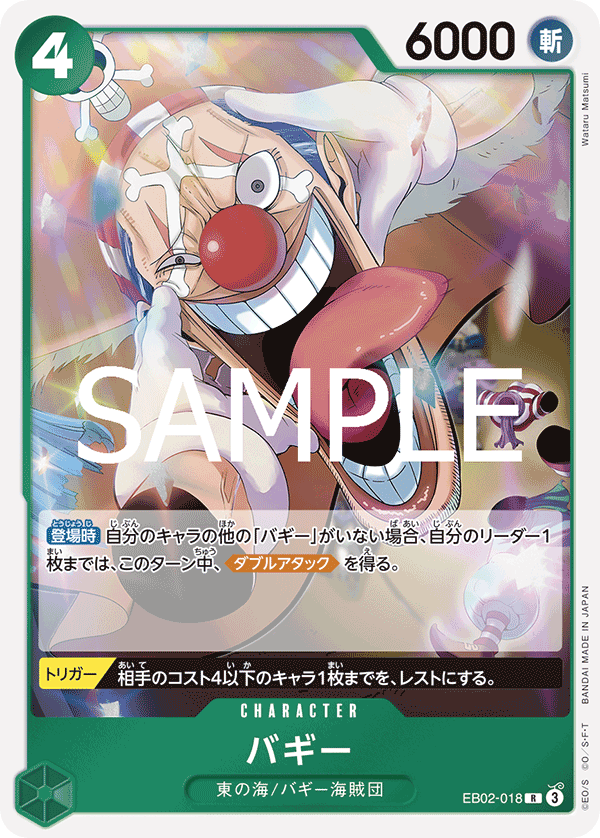 4
6000 斬
Wataru Matsumi
SAMPLE
登場時 自分のキャラの他の「バギー」がいない場合、自分のリーダー1
枚までは、このターン中、ダブルアタック を得る。
トリガー 相手のコスト4以下のキャラ1枚までを、レストにする。
CHARACTER
バギー
東の海/バギー海賊団
EB02-018 R 3
©E.O/S ©O/S・F・T BANDAI MADE IN JAPAN